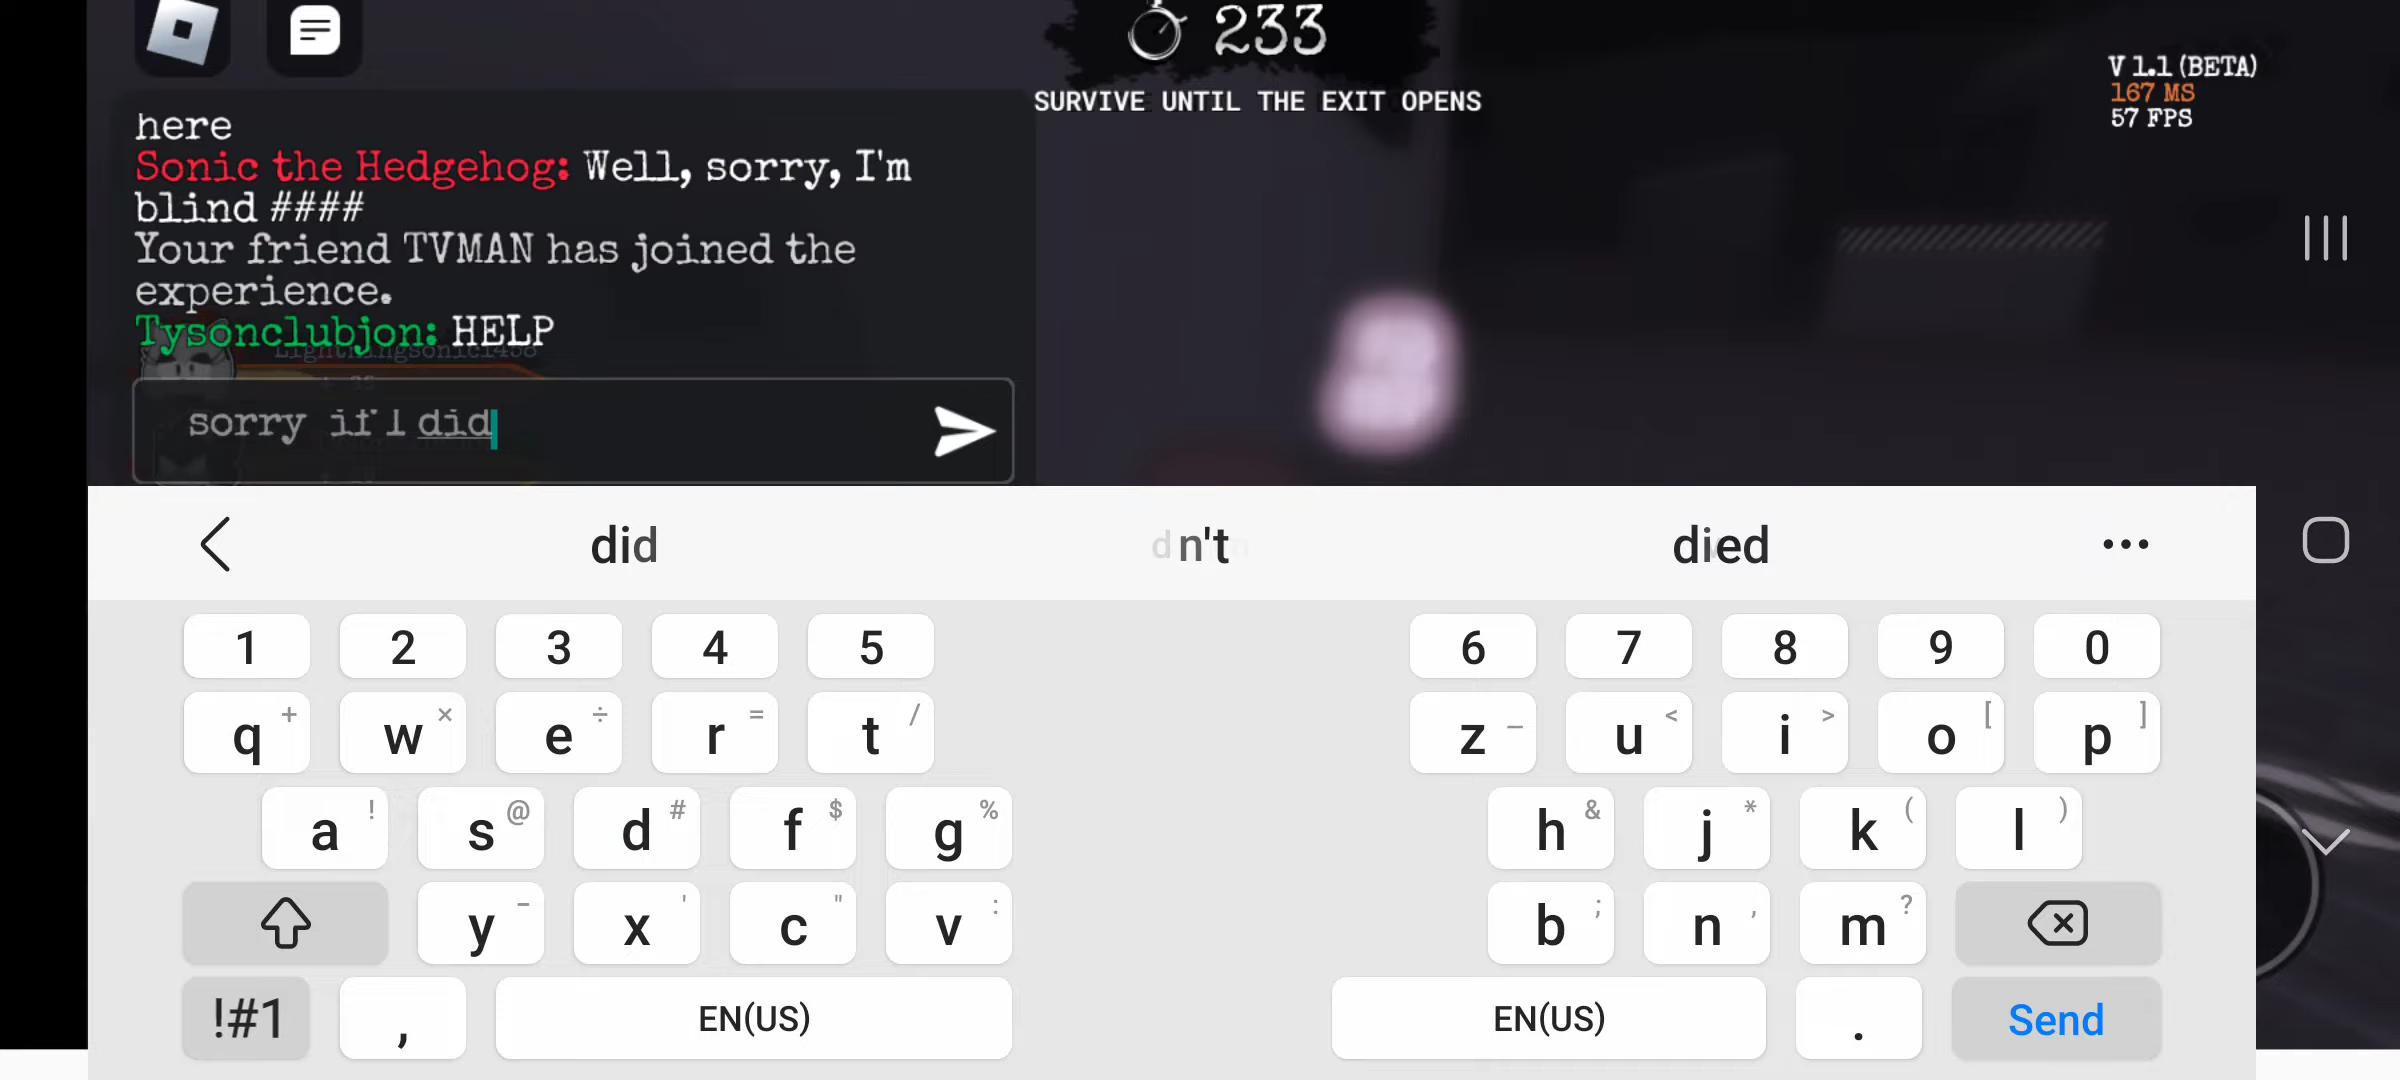 233
SURVIVE UNTIL THE EXIT OPENS
V 1.1 (BETA)
167 MS
57 FPS
here
Sonic the Hedgehog: Well, sorry, I'm
blind ####
Your friend TVMAN has joined the
experience.
Tysonclubjon: HELP
Lightningsonic1458
sorry if I did
did n't died ...
1 2 3 4 5 6 7 8 9 0
q + w × e ÷ r = t / z _ u < i > o [ p ]
a ! s @ d # f $ g % h & j * k ( l )
y - x ' c " v : b ; n , m ?
!#1 , EN(US) EN(US) . Send